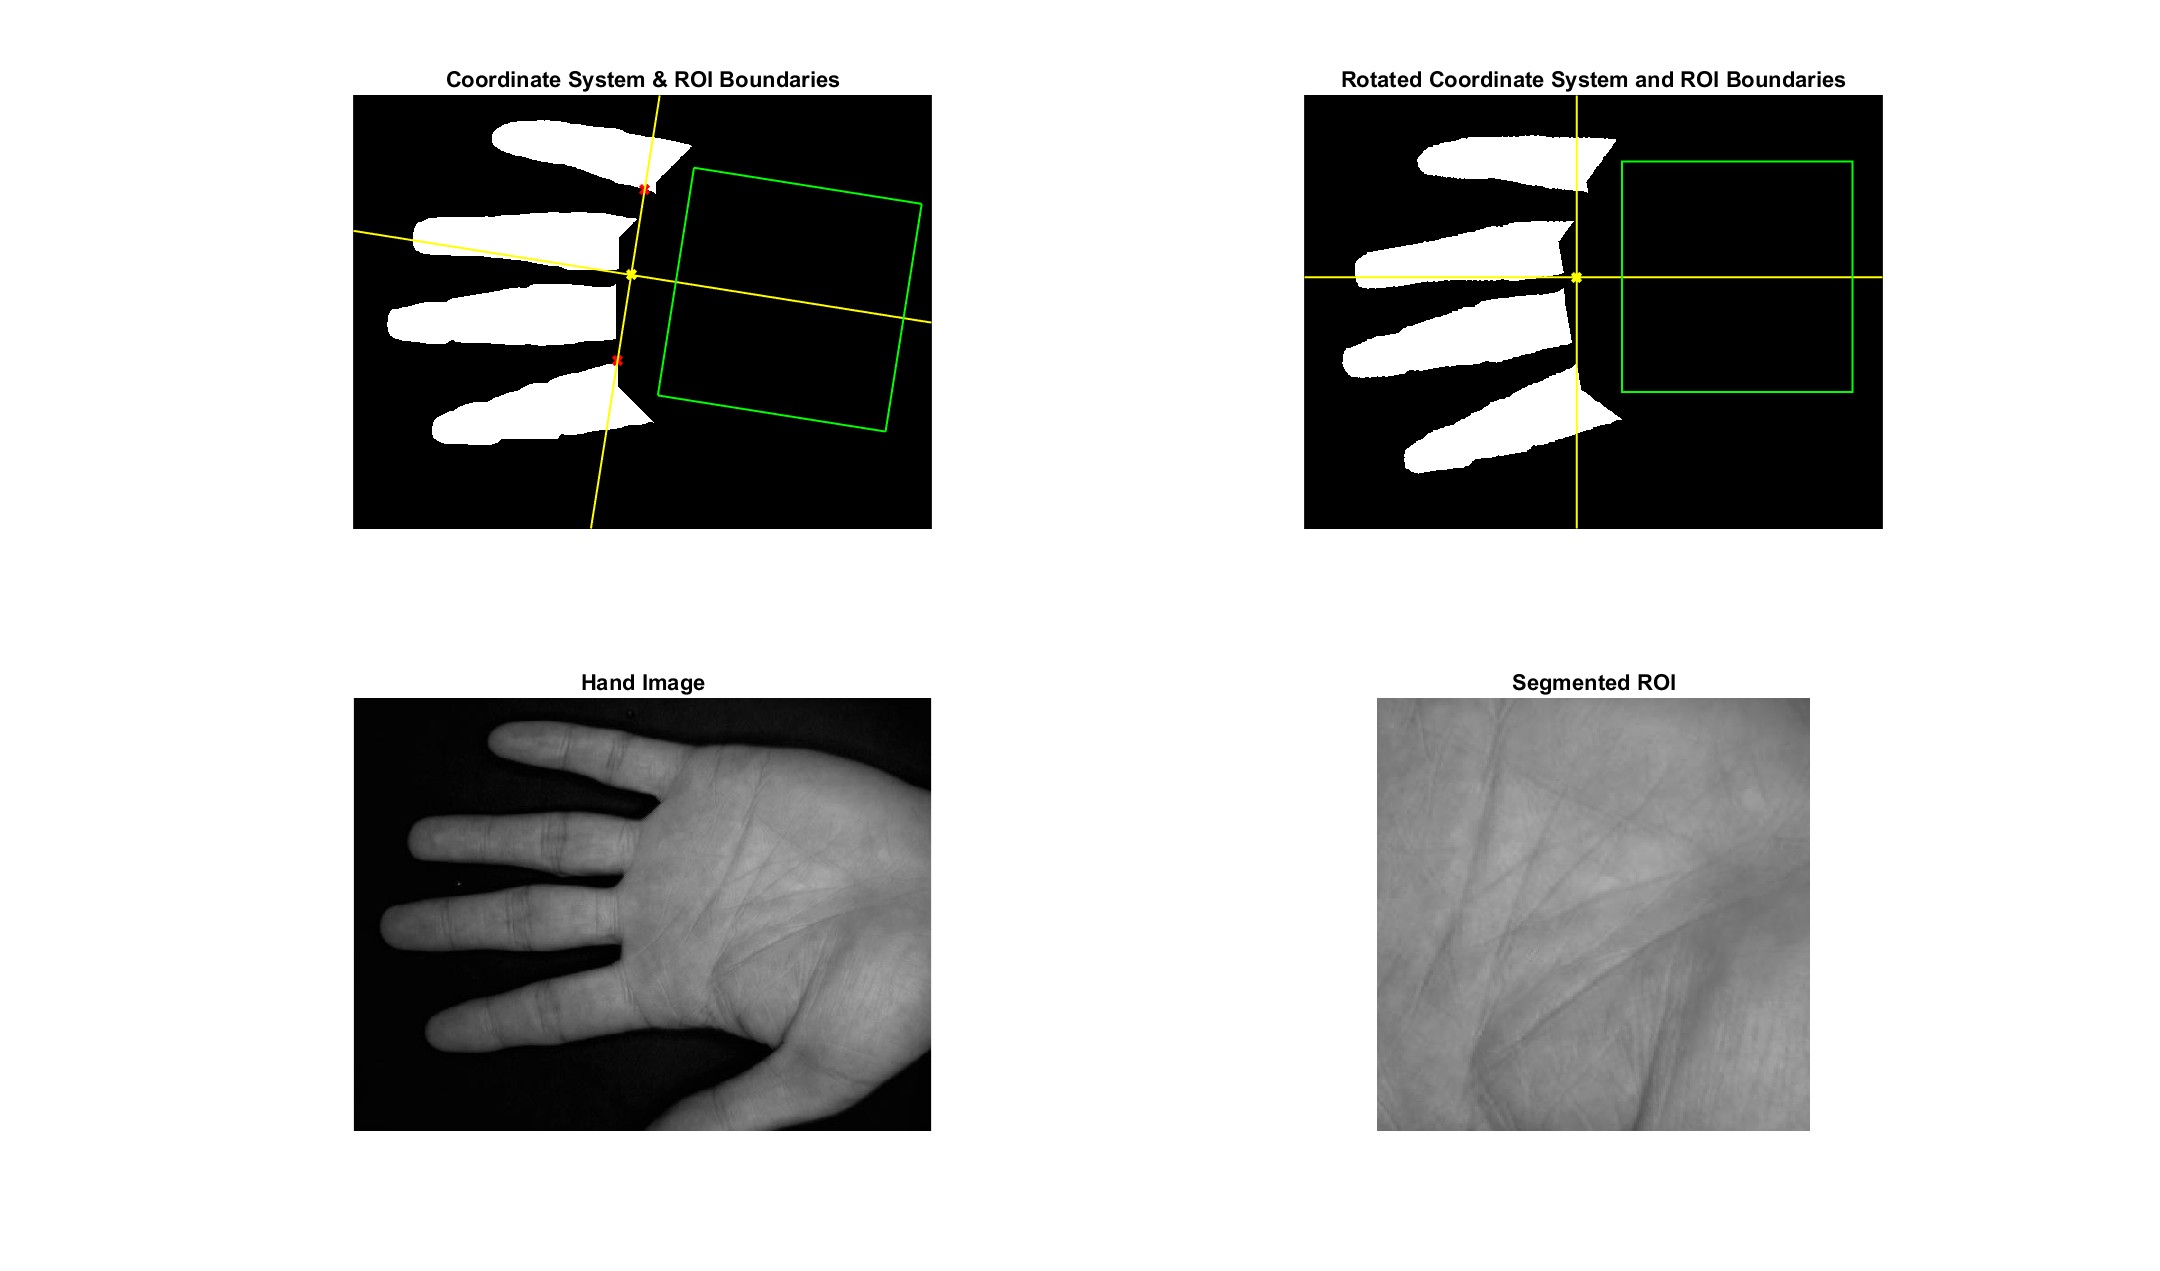 Coordinate System & ROI Boundaries
Rotated Coordinate System and ROI Boundaries
Hand Image
Segmented ROI